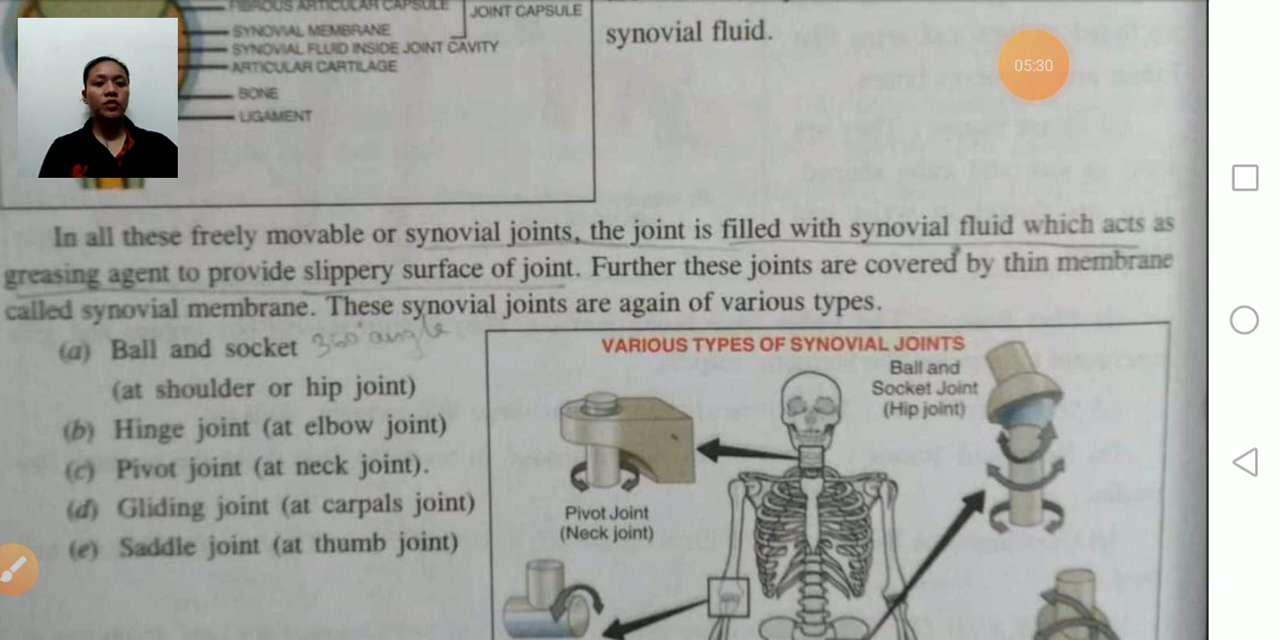 FIBROUS ARTICULAR CAPSULE
JOINT CAPSULE
SYNOVIAL MEMBRANE
SYNOVIAL FLUID INSIDE JOINT CAVITY
ARTICULAR CARTILAGE
BONE
LIGAMENT
synovial fluid.
05:30
In all these freely movable or synovial joints, the joint is filled with synovial fluid which acts as
greasing agent to provide slippery surface of joint. Further these joints are covered by thin membrane
called synovial membrane. These synovial joints are again of various types.
(a) Ball and socket 360° angle
(at shoulder or hip joint)
(b) Hinge joint (at elbow joint)
(c) Pivot joint (at neck joint).
(d) Gliding joint (at carpals joint)
(e) Saddle joint (at thumb joint)
VARIOUS TYPES OF SYNOVIAL JOINTS
Ball and
Socket Joint
(Hip joint)
Pivot Joint
(Neck joint)